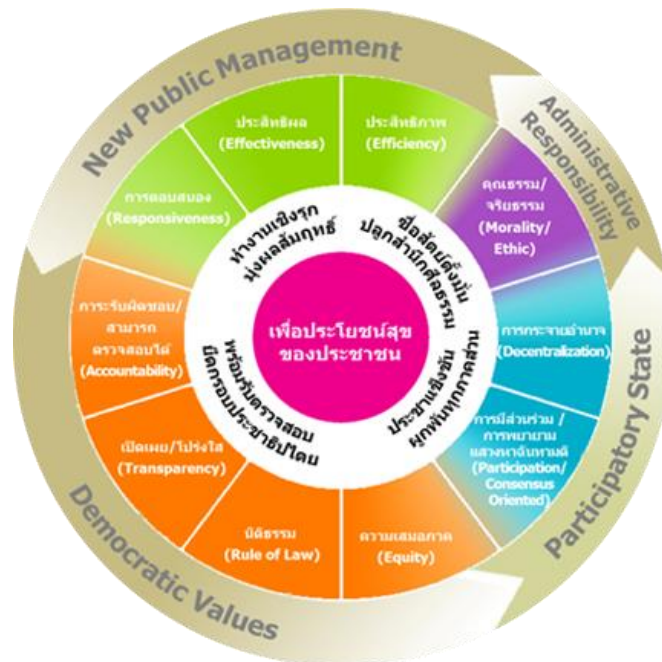 New Public Management
Administrative
Responsibility
Participatory State
Democratic Values
ประสิทธิผล
(Effectiveness)
ประสิทธิภาพ
(Efficiency)
คุณธรรม/
จริยธรรม
(Morality/
Ethic)
การกระจายอำนาจ
(Decentralization)
การมีส่วนร่วม /
การพยายาม
แสวงหาฉันทามติ
(Participation/
Consensus
Oriented)
ความเสมอภาค
(Equity)
นิติธรรม
(Rule of Law)
เปิดเผย/โปร่งใส
(Transparency)
การะรับผิดชอบ/
สามารถ
ตรวจสอบได้
(Accountability)
การตอบสนอง
(Responsiveness)
ทำงานเชิงรุก
มุ่งผลสัมฤทธิ์
ซื่อสัตย์ตั้งมั่น
ปลูกสำนึกศีลธรรม
ประชาแข็งขัน
ผูกพันทุกภาคส่วน
พร้อมรับตรวจสอบ
ยึดกรอบประชาธิปไตย
เพื่อประโยชน์สุข
ของประชาชน